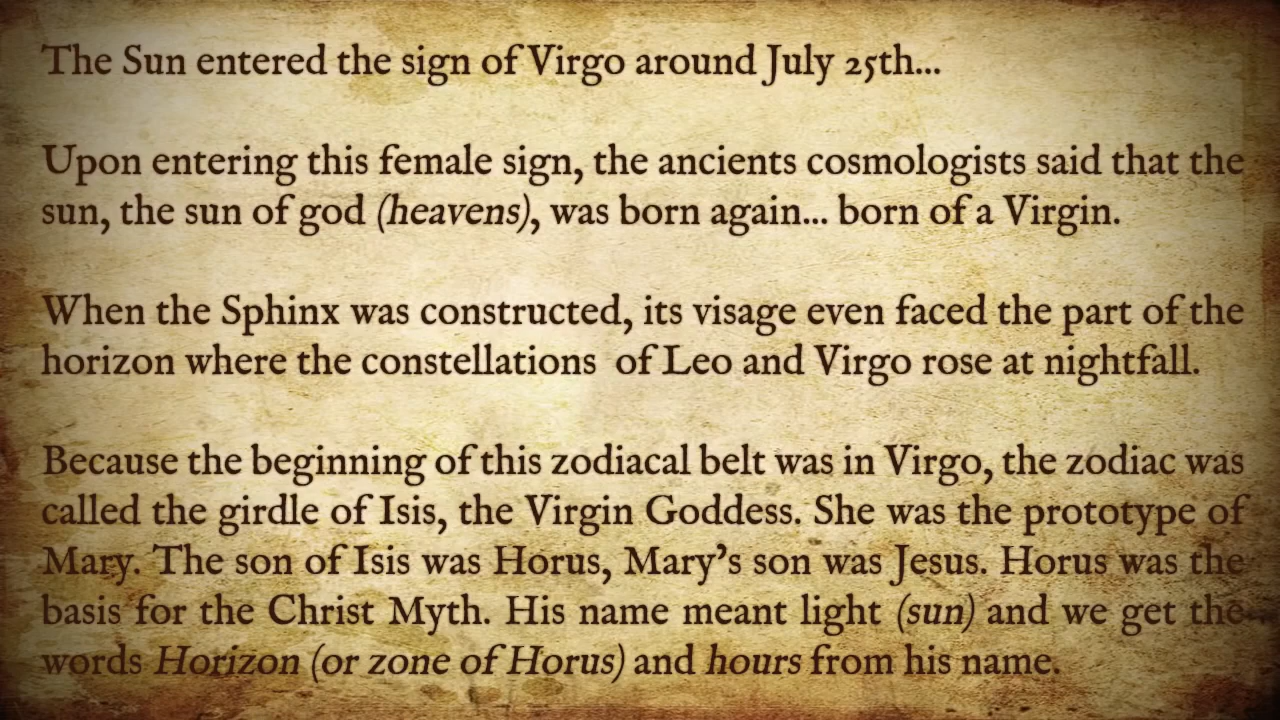 The Sun entered the sign of Virgo around July 25th...
Upon entering this female sign, the ancients cosmologists said that the
sun, the sun of god (heavens), was born again... born of a Virgin.
When the Sphinx was constructed, its visage even faced the part of the
horizon where the constellations of Leo and Virgo rose at nightfall.
Because the beginning of this zodiacal belt was in Virgo, the zodiac was
called the girdle of Isis, the Virgin Goddess. She was the prototype of
Mary. The son of Isis was Horus, Mary's son was Jesus. Horus was the
basis for the Christ Myth. His name meant light (sun) and we get the
words Horizon (or zone of Horus) and hours from his name.